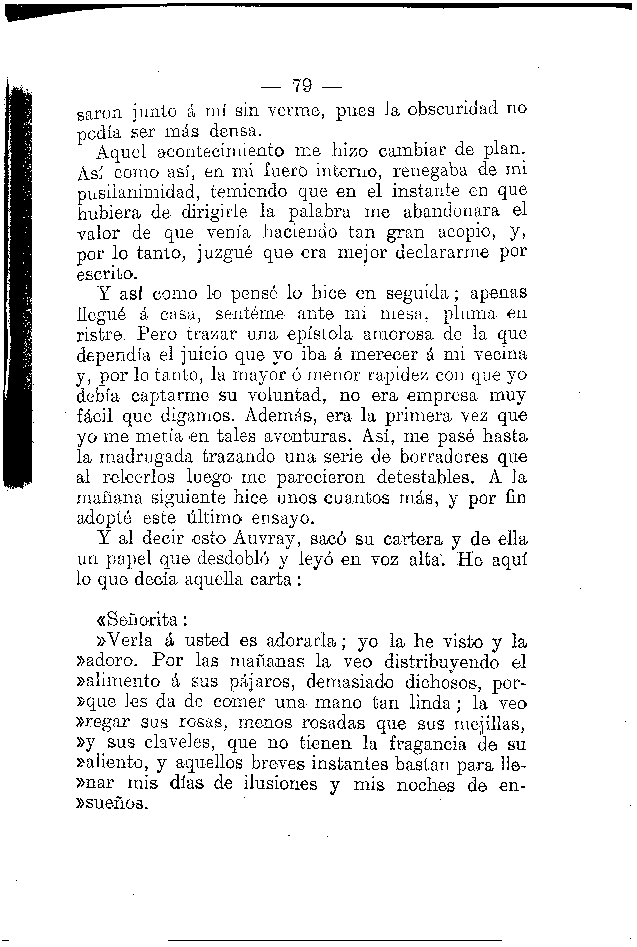 — 79 —
saron junto á mí sin verme, pues la obscuridad no
podía ser más densa.
Aquel acontecimiento me hizo cambiar de plan.
Así como así, en mi fuero interno, renegaba de mi
pusilanimidad, temiendo que en el instante en que
hubiera de dirigirle la palabra me abandonara el
valor de que venía haciendo tan gran acopio, y,
por lo tanto, juzgué que era mejor declararme por
escrito.
Y así como lo pensé lo hice en seguida; apenas
llegué á casa, sentéme ante mi mesa, pluma en
ristre. Pero trazar una epístola amorosa de la que
dependía el juicio que yo iba á merecer á mi vecina
y, por lo tanto, la mayor ó menor rapidez con que yo
debía captarme su voluntad, no era empresa muy
fácil que digamos. Además, era la primera vez que
yo me metía en tales aventuras. Así, me pasé hasta
la madrugada trazando una serie de borradores que
al releerlos luego me parecieron detestables. A la
mañana siguiente hice unos cuantos más, y por fin
adopté este último ensayo.
Y al decir esto Auvray, sacó su cartera y de ella
un papel que desdobló y leyó en voz alta. He aquí
lo que decía aquella carta:
«Señorita:
»Verla á usted es adorarla; yo la he visto y la
»adoro. Por las mañanas la veo distribuyendo el
»alimento á sus pájaros, demasiado dichosos, por-
»que les da de comer una mano tan linda; la veo
»regar sus rosas, menos rosadas que sus mejillas,
»y sus claveles, que no tienen la fragancia de su
»aliento, y aquellos breves instantes bastan para lle-
»nar mis días de ilusiones y mis noches de en-
»sueños.